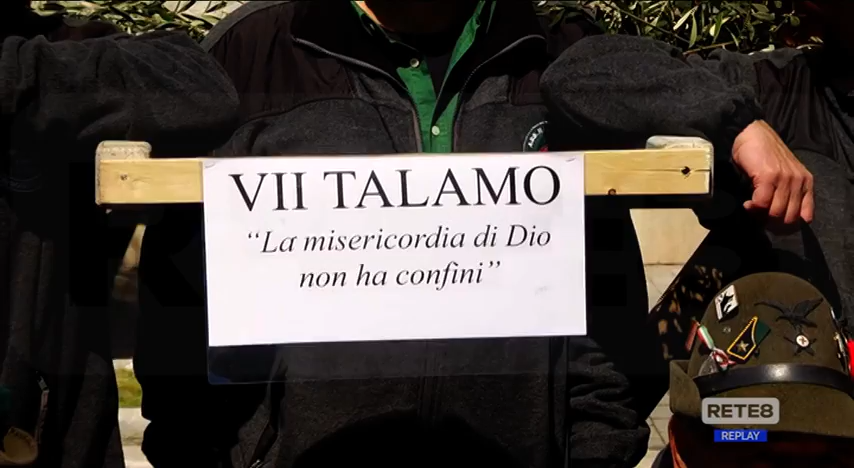 VII TALAMO
“La misericordia di Dio
non ha confini”
RETE8
REPLAY